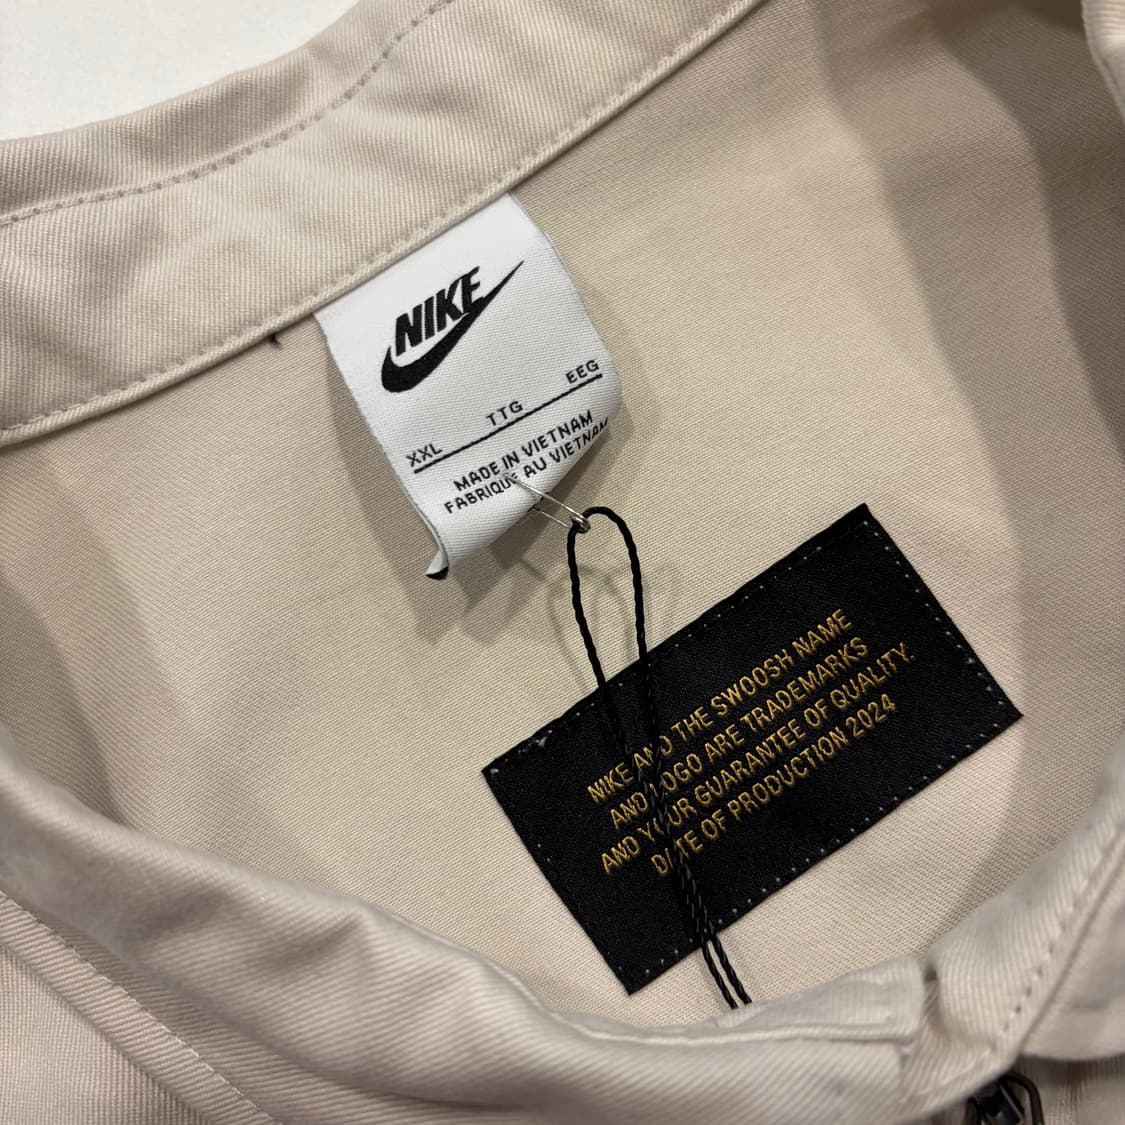 NIKE
XXL TTG EEG
MADE IN VIETNAM
FABRIQUÉ AU VIETNAM
NIKE AND THE SWOOSH NAME
AND LOGO ARE TRADEMARKS
AND YOUR GUARANTEE OF QUALITY.
DATE OF PRODUCTION 2024